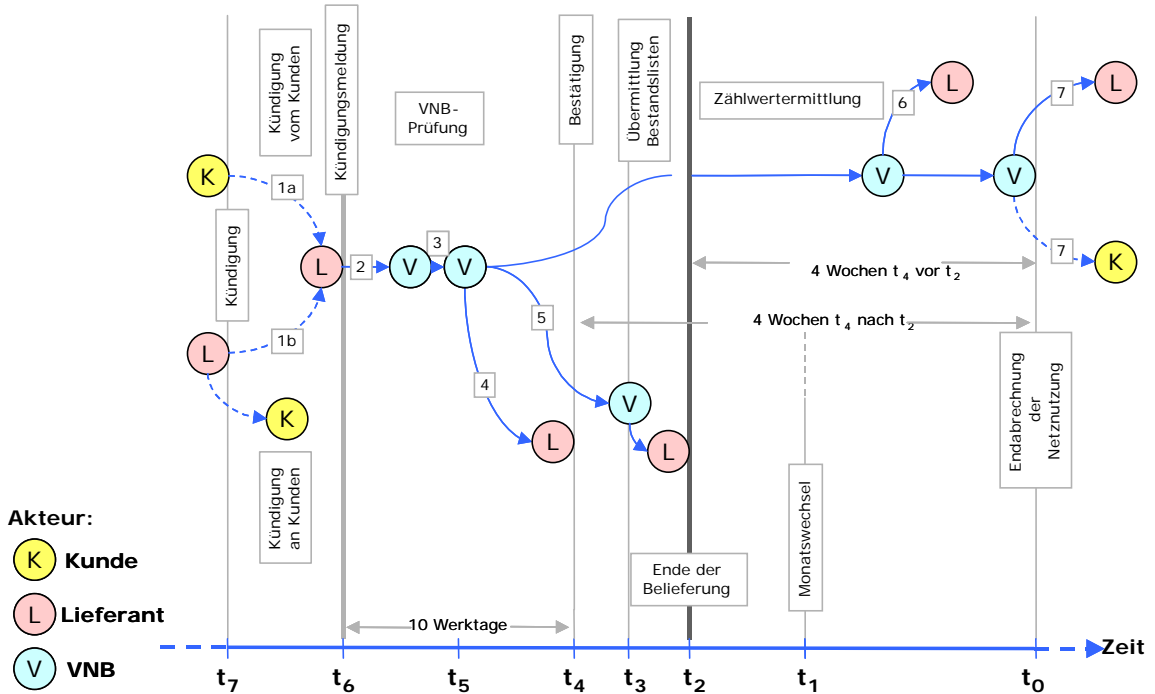 Kündigung
vom Kunden
Kündigungsmeldung
VNB-
Prüfung
Bestätigung
Übermittlung
Bestandslisten
Zählwertermittlung
6
L
7
L
K
1a
V
V
Kündigung
L
2
V
3
V
7
K
4 Wochen t4 vor t2
5
4 Wochen t4 nach t2
L
1b
4
V
K
L
L
Endabrechnung
der
Netznutzung
Kündigung
an Kunden
Monatswechsel
Akteur:
K Kunde
L Lieferant
V VNB
Ende der
Belieferung
10 Werktage
Zeit
t7 t6 t5 t4 t3 t2 t1 t0